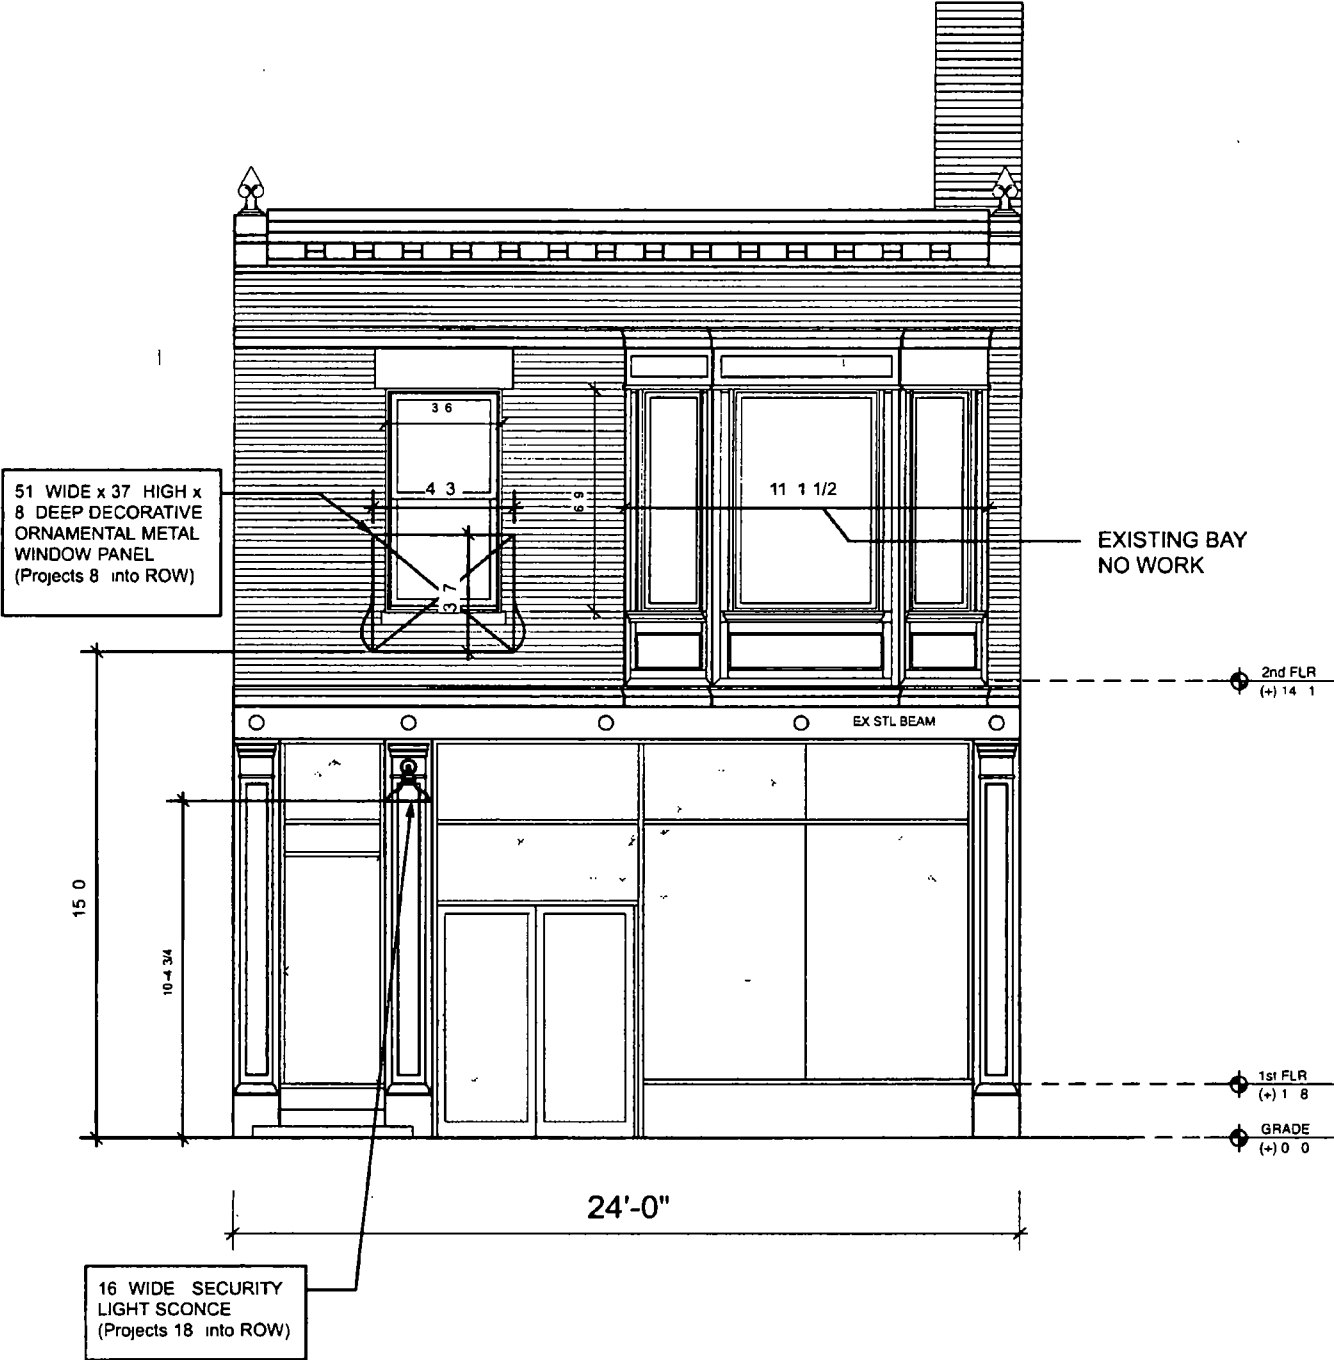 3 6
51 WIDE x 37 HIGH x
8 DEEP DECORATIVE
ORNAMENTAL METAL
WINDOW PANEL
(Projects 8 into ROW)
4 3
6 9
11 1 1/2
EXISTING BAY
NO WORK
3 7
2nd FLR
(+) 14 1
EX STL BEAM
15 0
10-4 3/4
1st FLR
(+) 1 8
GRADE
(+) 0 0
24'-0"
16 WIDE SECURITY
LIGHT SCONCE
(Projects 18 into ROW)